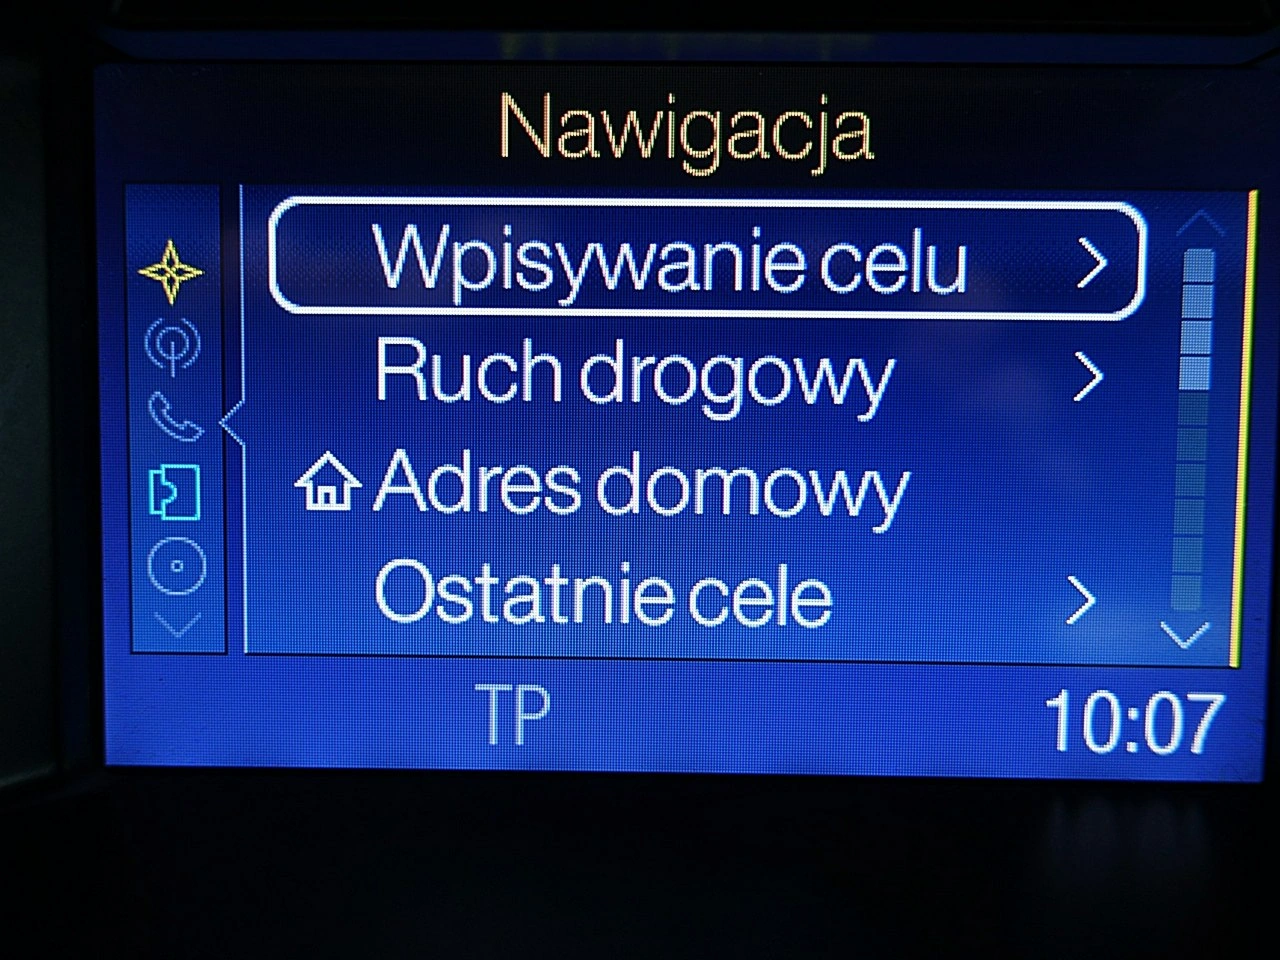 Nawigacja
Wpisywanie celu
Ruch drogowy
Adres domowy
Ostatnie cele
TP
10:07